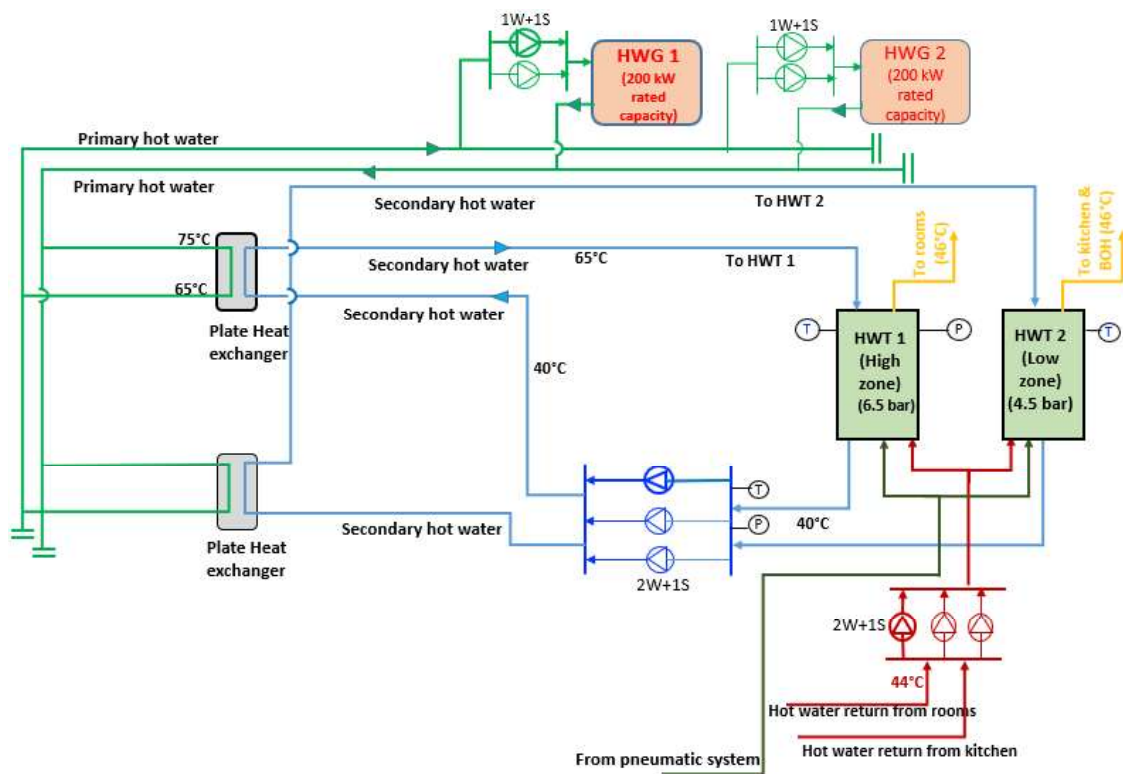 1W+1S
HWG 1
(200 kW
rated
capacity)
1W+1S
HWG 2
(200 kW
rated
capacity)
Primary hot water
Primary hot water
Secondary hot water
To HWT 2
75°C
65°C
Secondary hot water
65°C
To HWT 1
Secondary hot water
Plate Heat
exchanger
40°C
To rooms
(46°C)
To kitchen &
BOH (46°C)
T
HWT 1
(High
zone)
(6.5 bar)
P
HWT 2
(Low
zone)
(4.5 bar)
T
Secondary hot water
Plate Heat
exchanger
T
P
40°C
2W+1S
2W+1S
44°C
Hot water return from rooms
Hot water return from kitchen
From pneumatic system